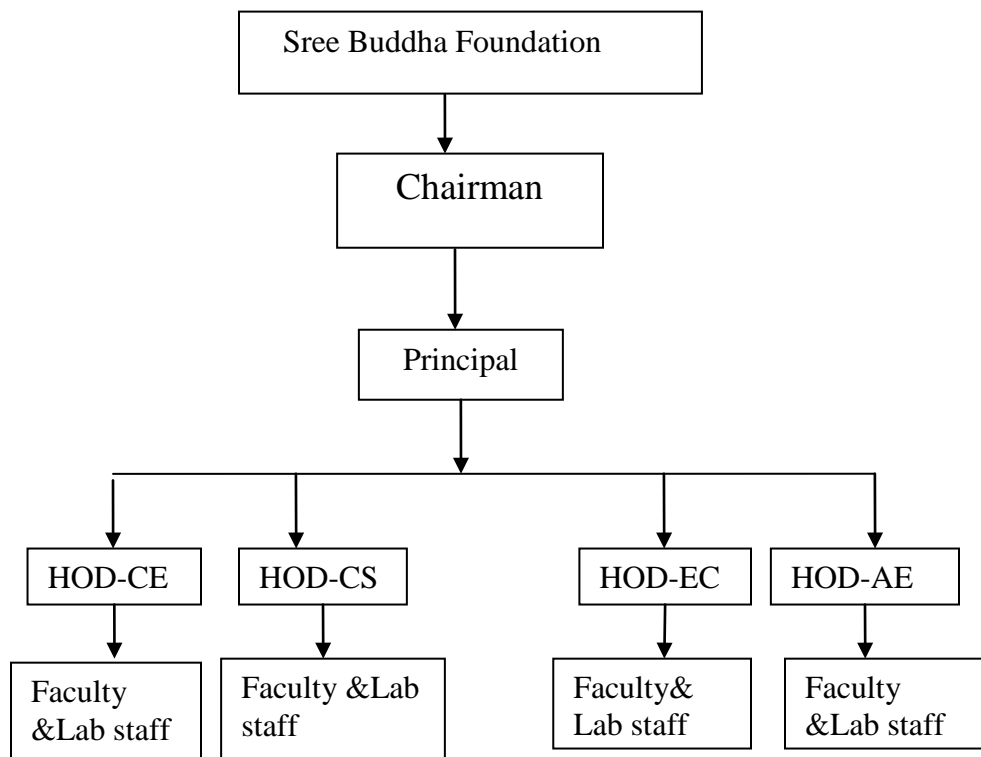 Sree Buddha Foundation
Chairman
Principal
HOD-CE
HOD-CS
HOD-EC
HOD-AE
Faculty
&Lab staff
Faculty &Lab
staff
Faculty&
Lab staff
Faculty
&Lab staff